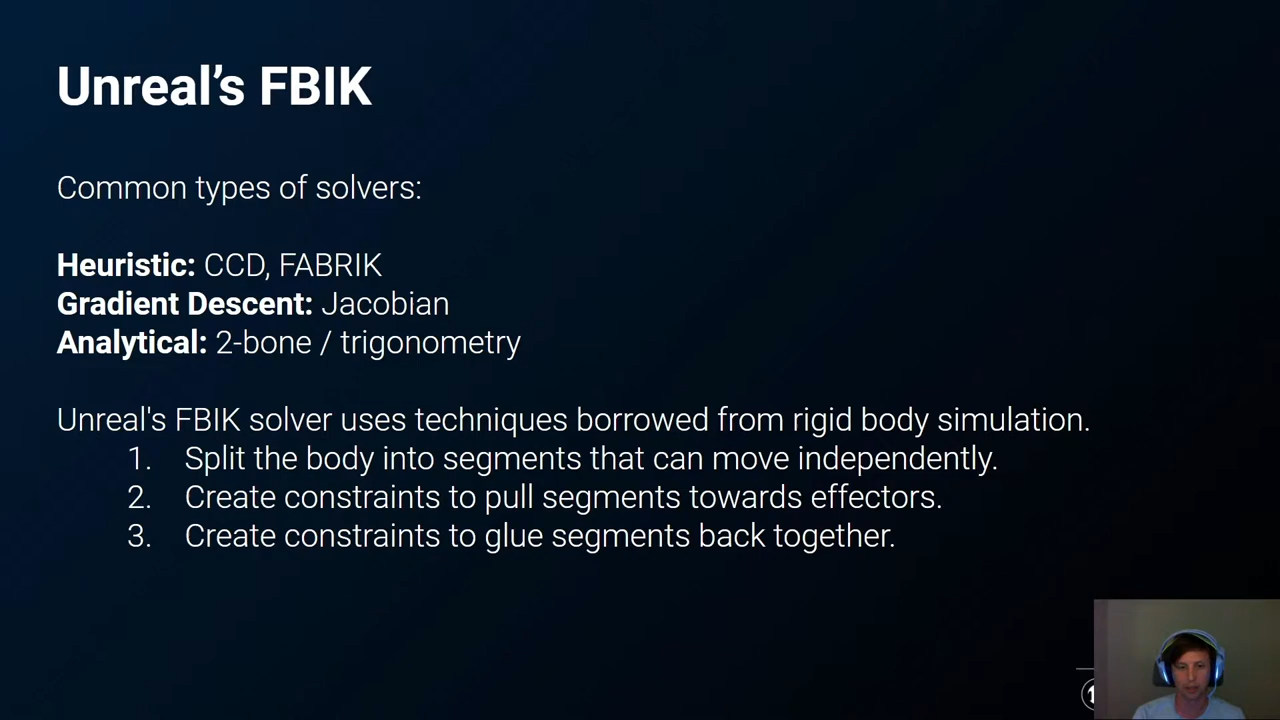 Unreal’s FBIK
Common types of solvers:
Heuristic: CCD, FABRIK
Gradient Descent: Jacobian
Analytical: 2-bone / trigonometry
Unreal's FBIK solver uses techniques borrowed from rigid body simulation.
1. Split the body into segments that can move independently.
2. Create constraints to pull segments towards effectors.
3. Create constraints to glue segments back together.